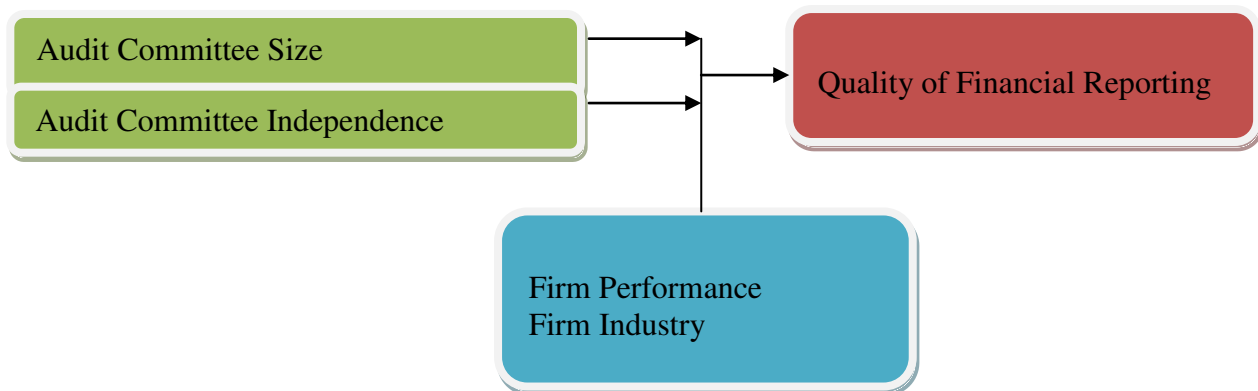 Audit Committee Size
Audit Committee Independence
Quality of Financial Reporting
Firm Performance
Firm Industry